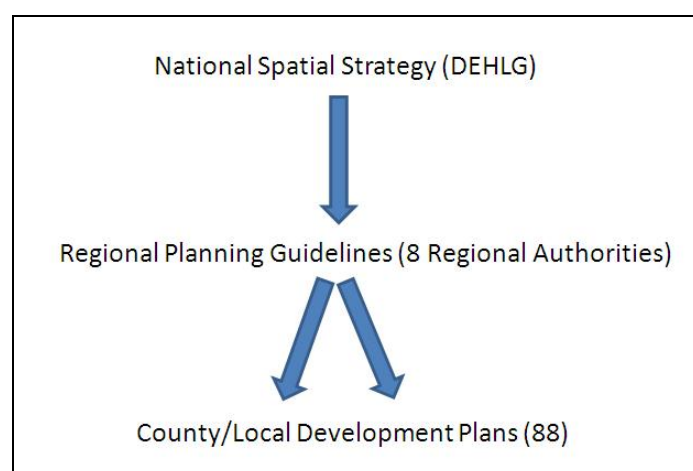 National Spatial Strategy (DEHLG)
Regional Planning Guidelines (8 Regional Authorities)
County/Local Development Plans (88)